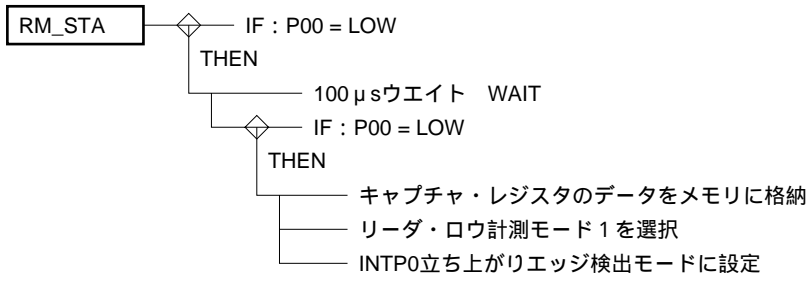 RM_STA
IF：P00 = LOW
THEN
100μsウエイト　WAIT
IF：P00 = LOW
THEN
キャプチャ・レジスタのデータをメモリに格納
リーダ・ロウ計測モード１を選択
INTP0立ち上がりエッジ検出モードに設定